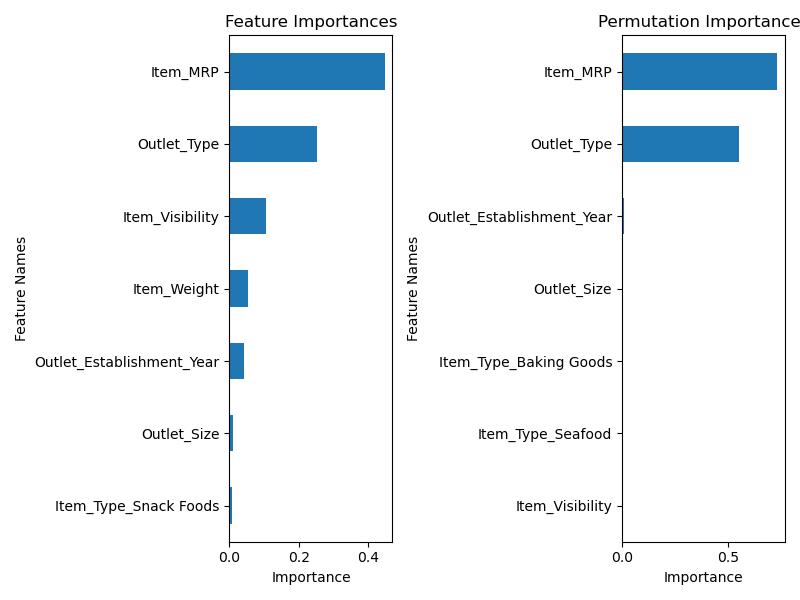 Feature Importances
Feature Names
Item_MRP
Outlet_Type
Item_Visibility
Item_Weight
Outlet_Establishment_Year
Outlet_Size
Item_Type_Snack Foods
0.0 0.2 0.4
Importance
Permutation Importance
Feature Names
Item_MRP
Outlet_Type
Outlet_Establishment_Year
Outlet_Size
Item_Type_Baking Goods
Item_Type_Seafood
Item_Visibility
0.0 0.5
Importance